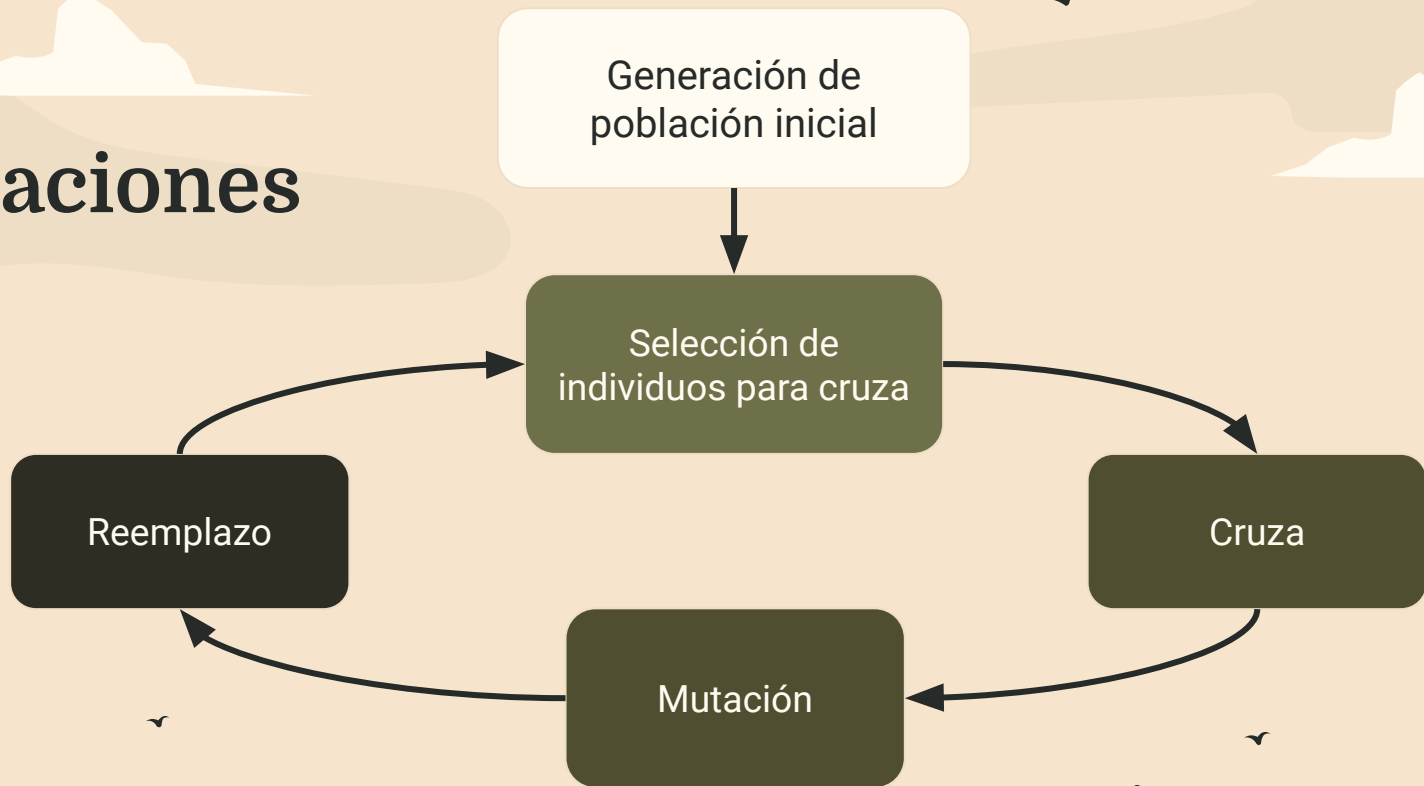 Generación de
población inicial
aciones
Selección de
individuos para cruza
Reemplazo
Cruza
Mutación